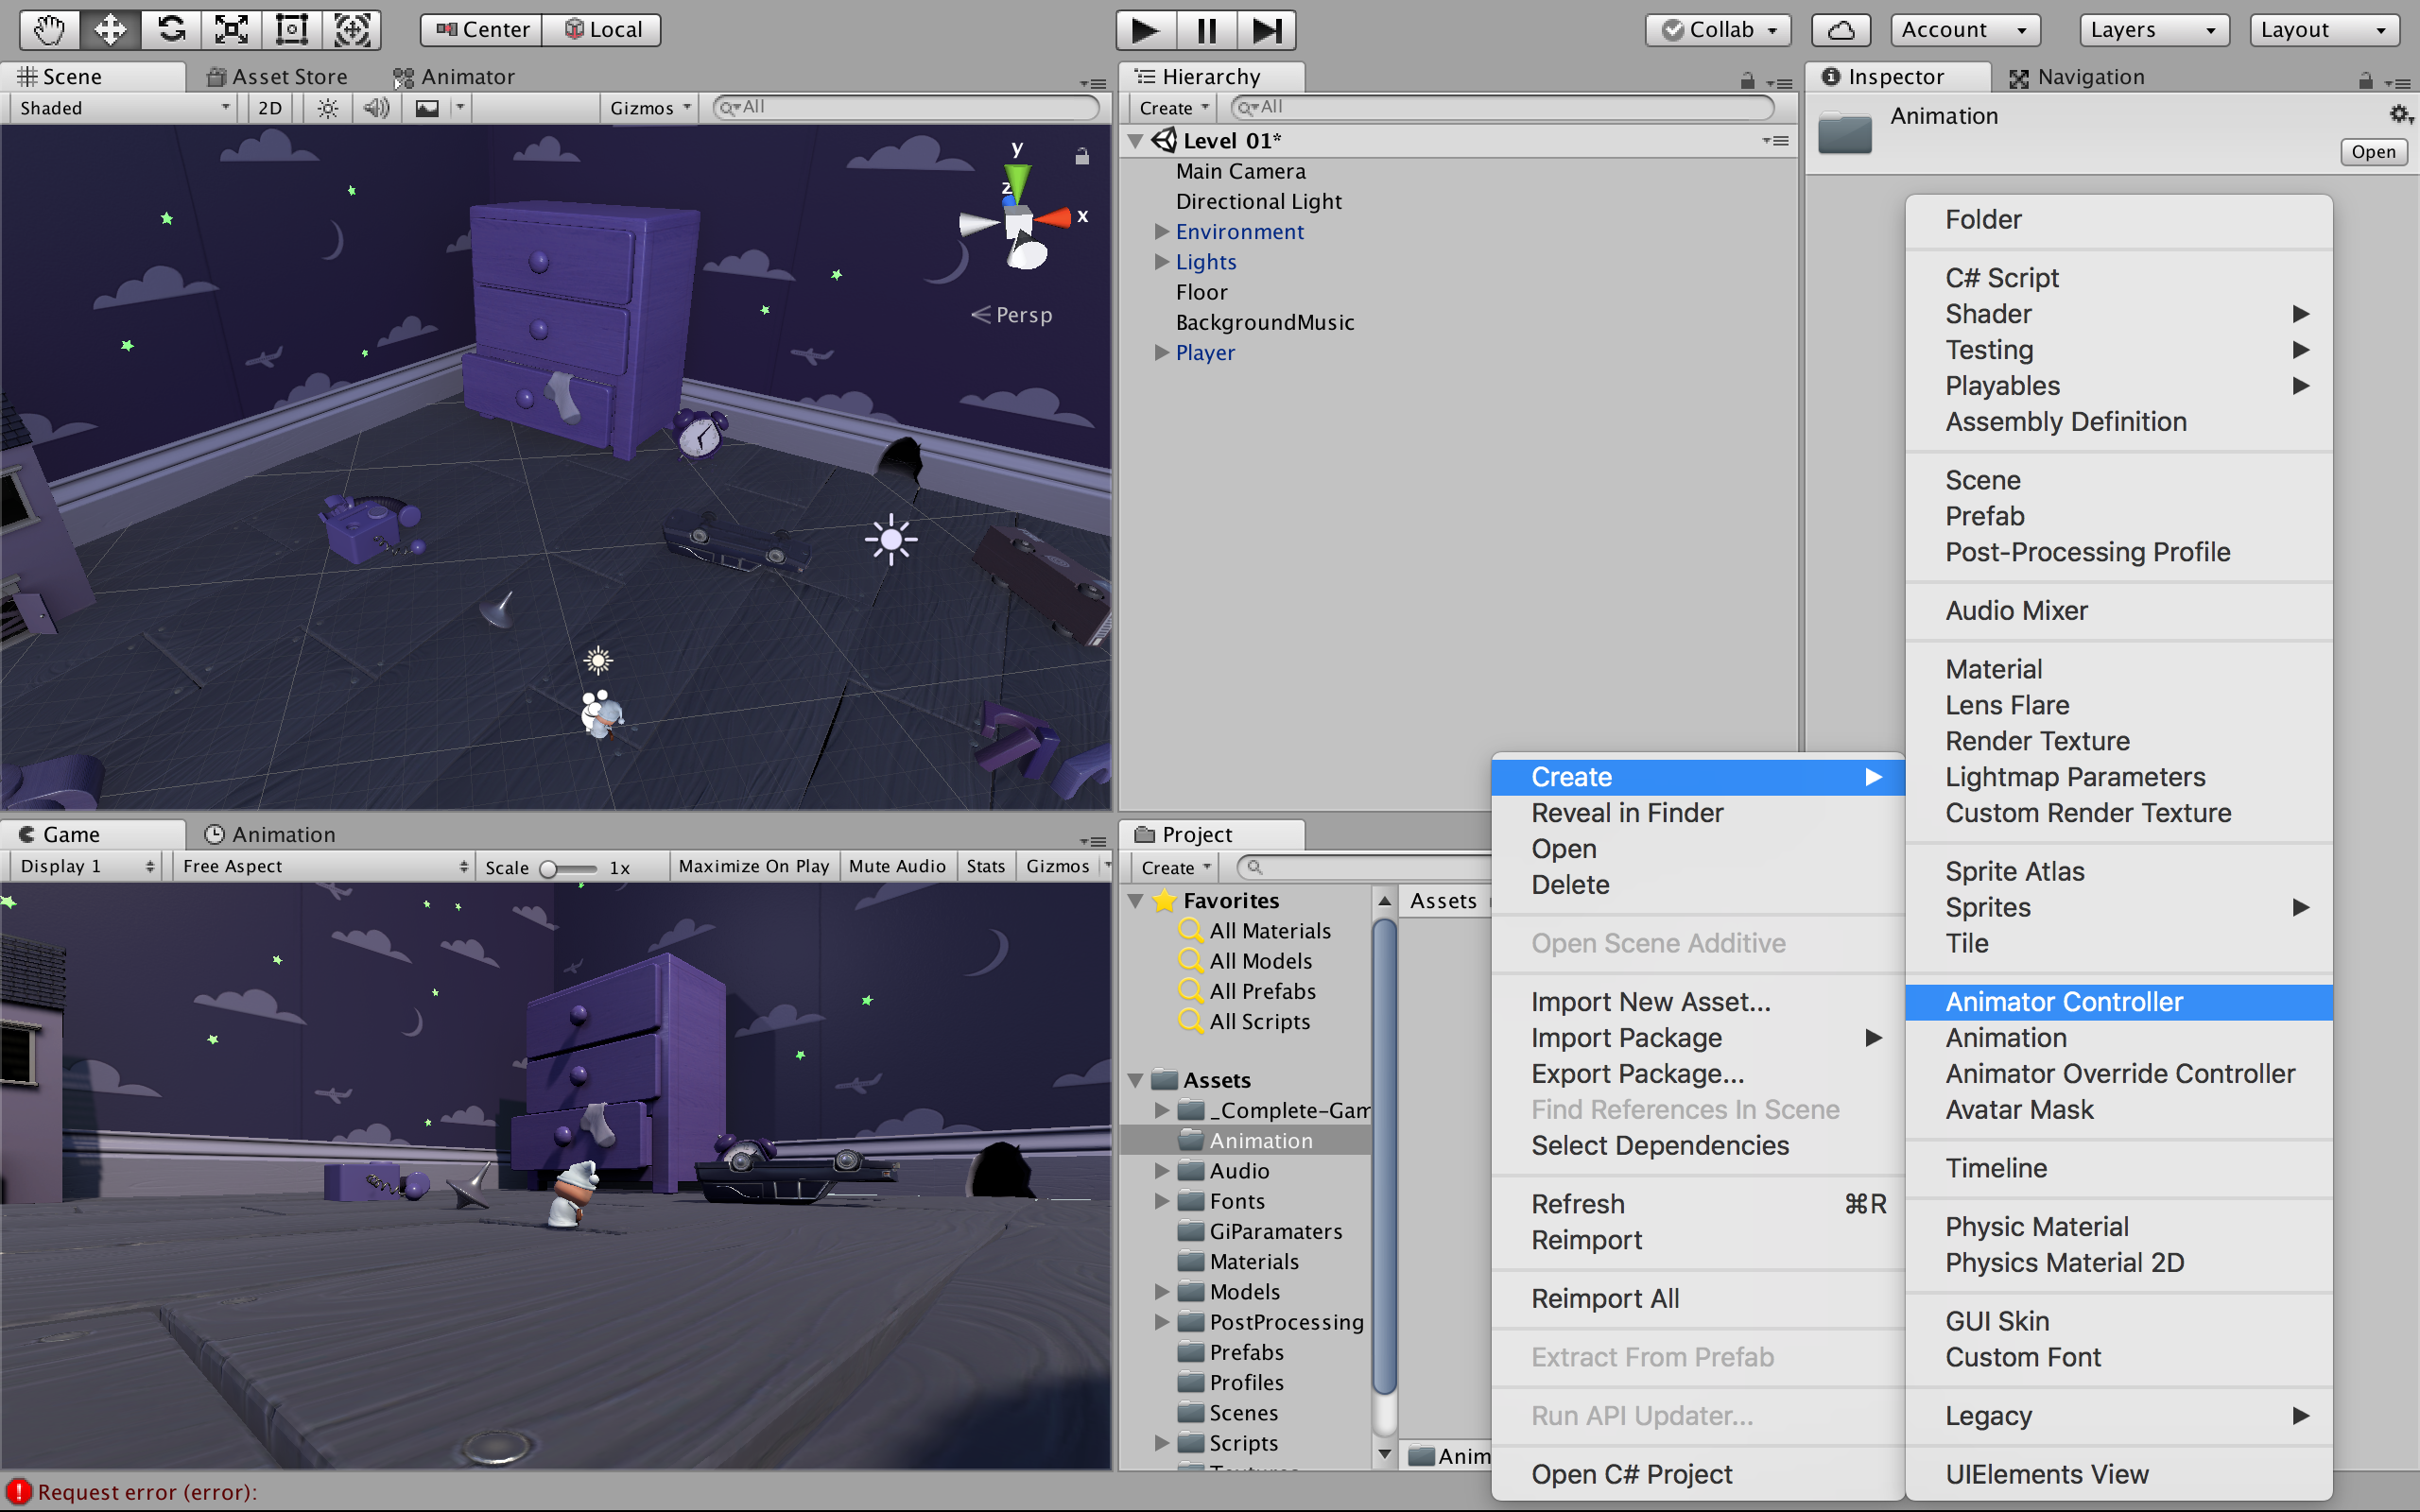 Center Local Collab Account Layers Layout
Scene Asset Store Animator
Shaded 2D Gizmos All
y
z
x
Persp
Hierarchy
Create All
Level 01*
Main Camera
Directional Light
Environment
Lights
Floor
BackgroundMusic
Player
Inspector Navigation
Animation
Open
Folder
C# Script
Shader
Testing
Playables
Assembly Definition
Scene
Prefab
Post-Processing Profile
Audio Mixer
Material
Lens Flare
Render Texture
Lightmap Parameters
Custom Render Texture
Sprite Atlas
Sprites
Tile
Animator Controller
Animation
Animator Override Controller
Avatar Mask
Timeline
Physic Material
Physics Material 2D
GUI Skin
Custom Font
Legacy
UIElements View
Create
Reveal in Finder
Open
Delete
Open Scene Additive
Import New Asset...
Import Package
Export Package...
Find References In Scene
Select Dependencies
Refresh ⌘R
Reimport
Reimport All
Extract From Prefab
Run API Updater...
Open C# Project
Game Animation
Display 1 Free Aspect Scale 1x Maximize On Play Mute Audio Stats Gizmos
Project
Create
Favorites
All Materials
All Models
All Prefabs
All Scripts
Assets
_Complete-Gam
Animation
Audio
Fonts
GiParamaters
Materials
Models
PostProcessing
Prefabs
Profiles
Scenes
Scripts
Assets
Anim
Request error (error):